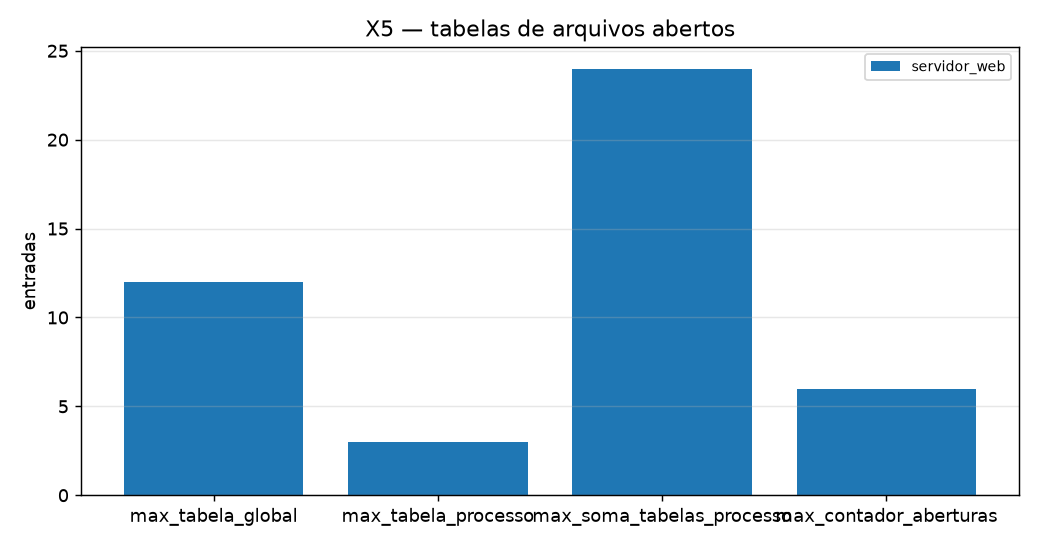 X5 — tabelas de arquivos abertos
servidor_web
entradas
25
20
15
10
5
0
max_tabela_global
max_tabela_processo
max_soma_tabelas_processo
max_contador_aberturas